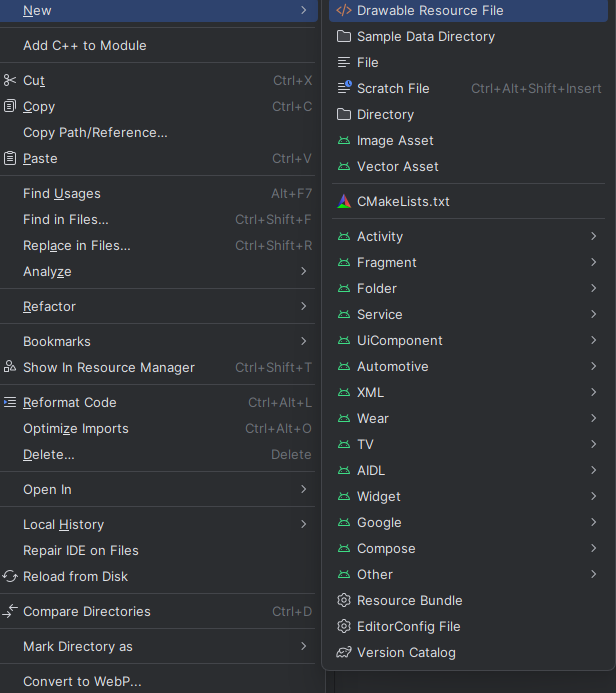 New
Add C++ to Module
Cut Ctrl+X
Copy Ctrl+C
Copy Path/Reference...
Paste Ctrl+V
Find Usages Alt+F7
Find in Files... Ctrl+Shift+F
Replace in Files... Ctrl+Shift+R
Analyze
Refactor
Bookmarks
Show In Resource Manager Ctrl+Shift+T
Reformat Code Ctrl+Alt+L
Optimize Imports Ctrl+Alt+O
Delete... Delete
Open In
Local History
Repair IDE on Files
Reload from Disk
Compare Directories Ctrl+D
Mark Directory as
Convert to WebP...
Drawable Resource File
Sample Data Directory
File
Scratch File Ctrl+Alt+Shift+Insert
Directory
Image Asset
Vector Asset
CMakeLists.txt
Activity
Fragment
Folder
Service
UiComponent
Automotive
XML
Wear
TV
AIDL
Widget
Google
Compose
Other
Resource Bundle
EditorConfig File
Version Catalog